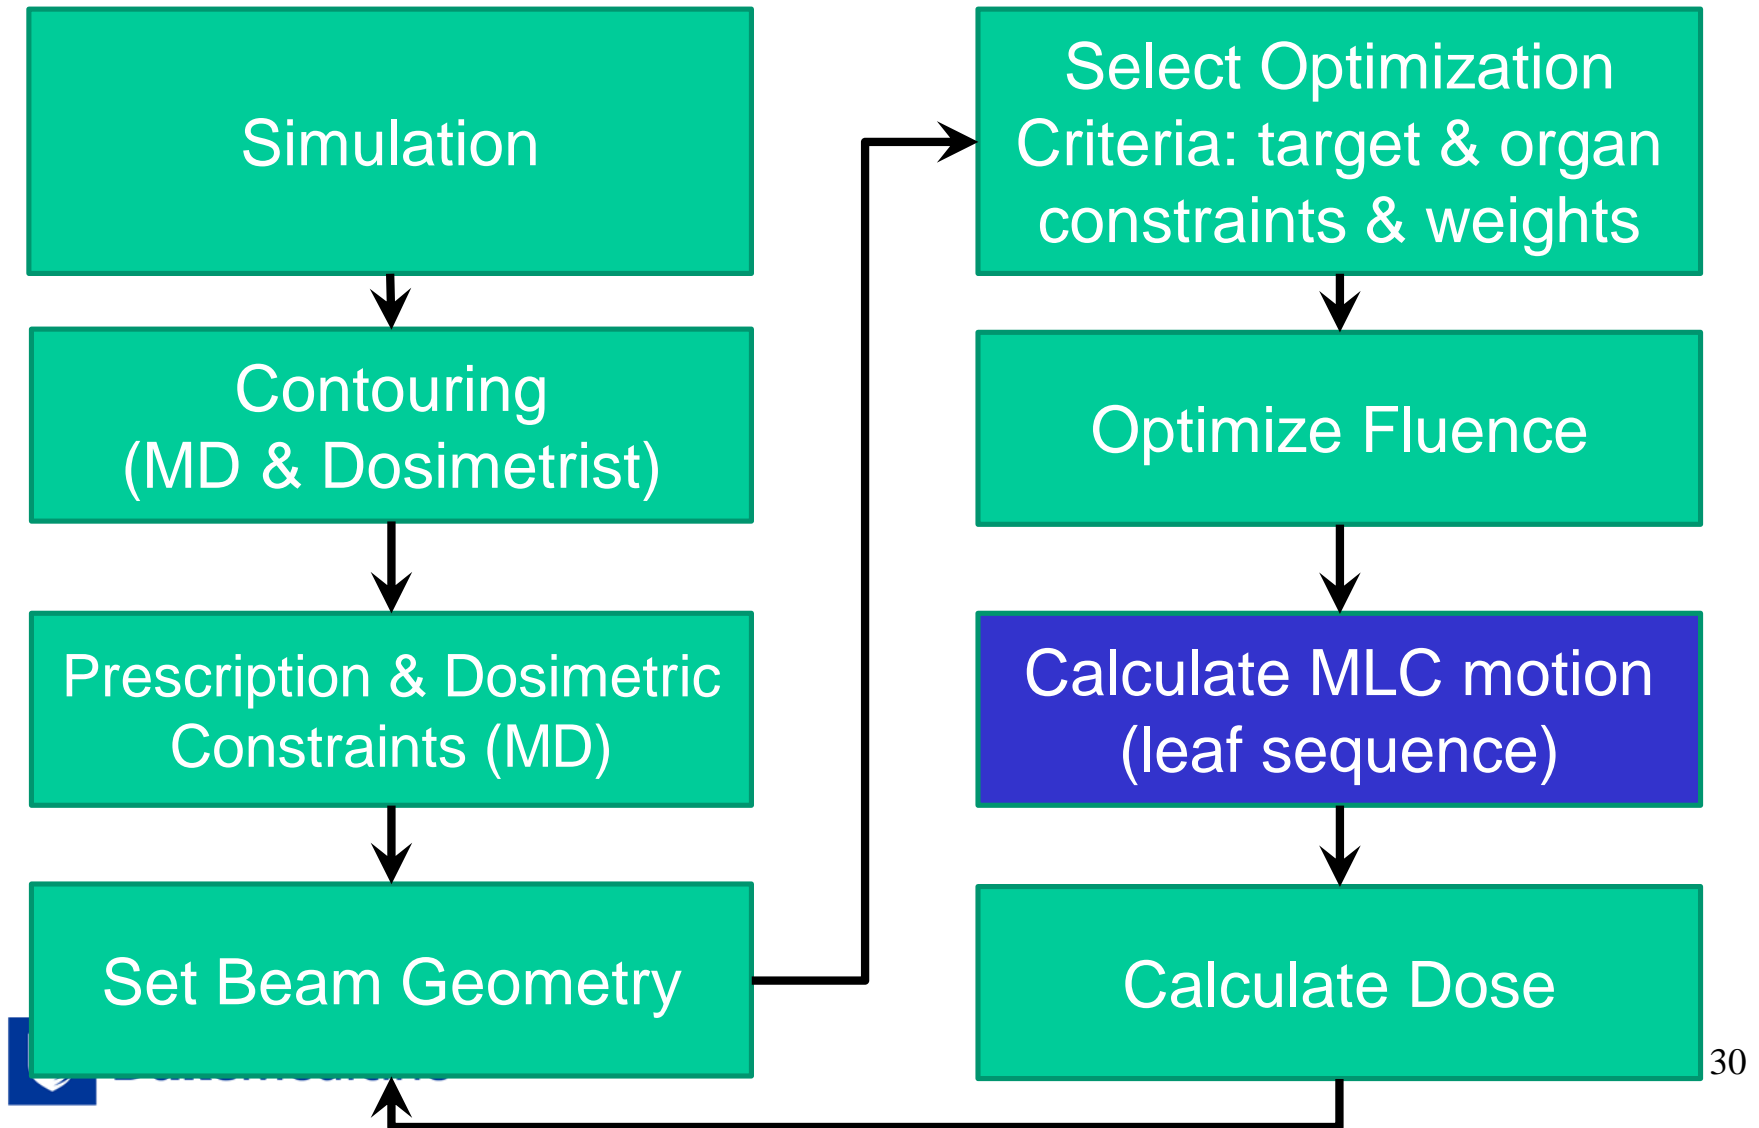 Simulation
Contouring
(MD & Dosimetrist)
Prescription & Dosimetric
Constraints (MD)
Set Beam Geometry
Select Optimization
Criteria: target & organ
constraints & weights
Optimize Fluence
Calculate MLC motion
(leaf sequence)
Calculate Dose
30